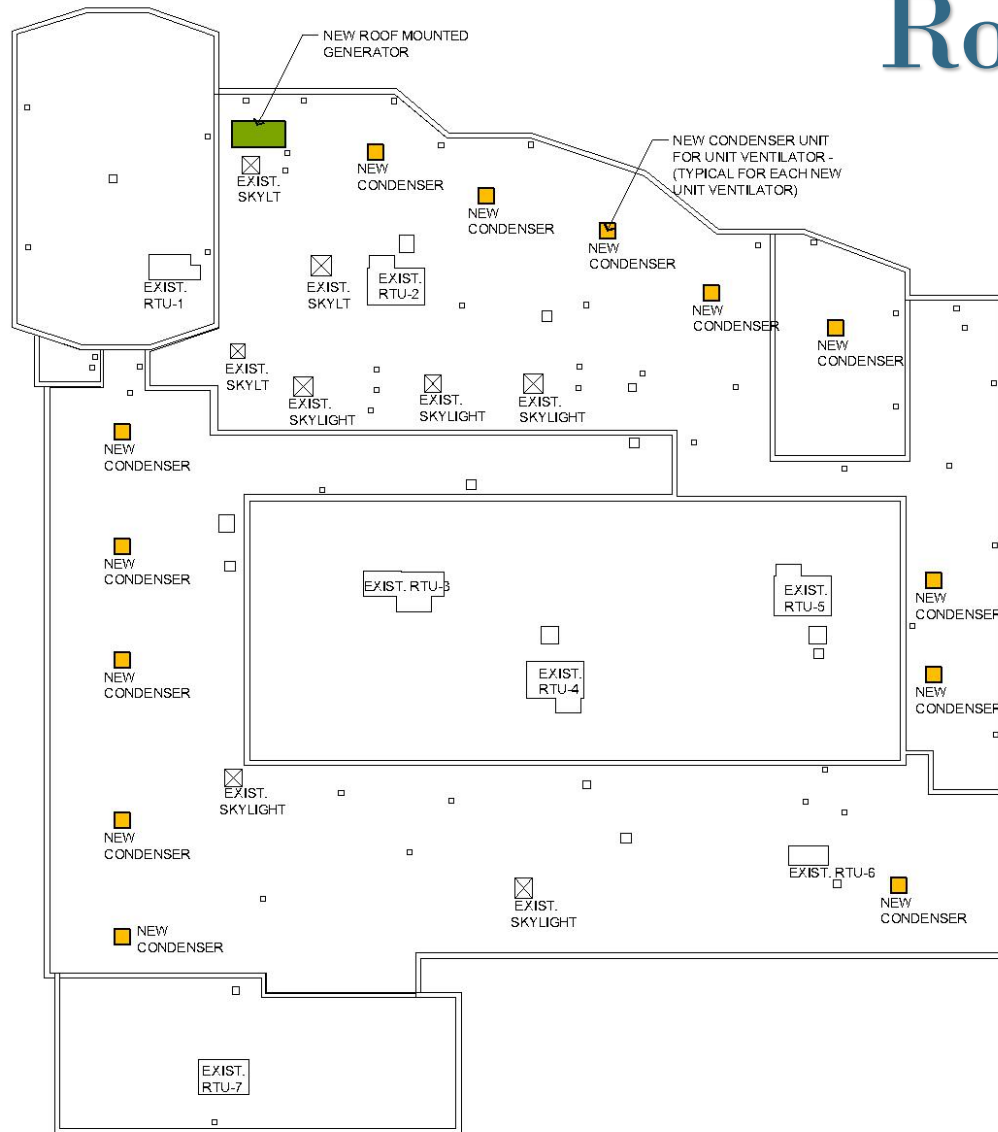 Ro
NEW ROOF MOUNTED
GENERATOR
NEW CONDENSER UNIT
FOR UNIT VENTILATOR -
(TYPICAL FOR EACH NEW
UNIT VENTILATOR)
EXIST.
SKYLT
NEW
CONDENSER
NEW
CONDENSER
NEW
CONDENSER
EXIST.
RTU-1
EXIST.
SKYLT
EXIST.
RTU-2
NEW
CONDENSER
NEW
CONDENSER
EXIST.
SKYLT
EXIST.
SKYLIGHT
EXIST.
SKYLIGHT
EXIST.
SKYLIGHT
NEW
CONDENSER
NEW
CONDENSER
EXIST. RTU-3
EXIST.
RTU-5
NEW
CONDENSER
NEW
CONDENSER
EXIST.
RTU-4
NEW
CONDENSER
EXIST.
SKYLIGHT
NEW
CONDENSER
EXIST. RTU-6
EXIST.
SKYLIGHT
NEW
CONDENSER
NEW
CONDENSER
EXIST.
RTU-7